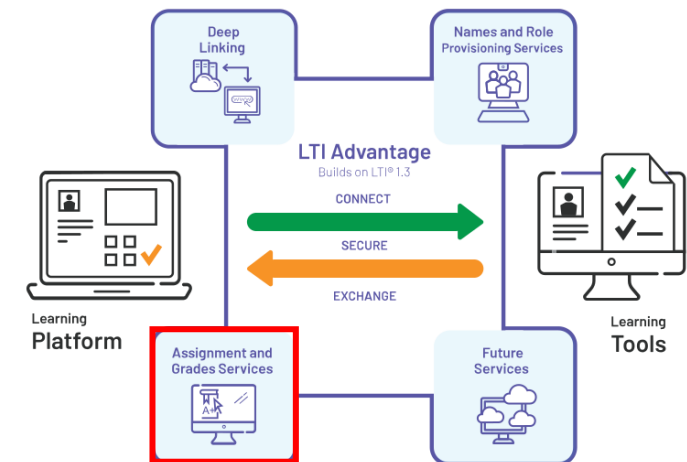 Deep
Linking
Names and Role
Provisioning Services
LTI Advantage
Builds on LTI® 1.3
CONNECT
SECURE
EXCHANGE
Learning
Platform
Learning
Tools
Assignment and
Grades Services
A+
Future
Services